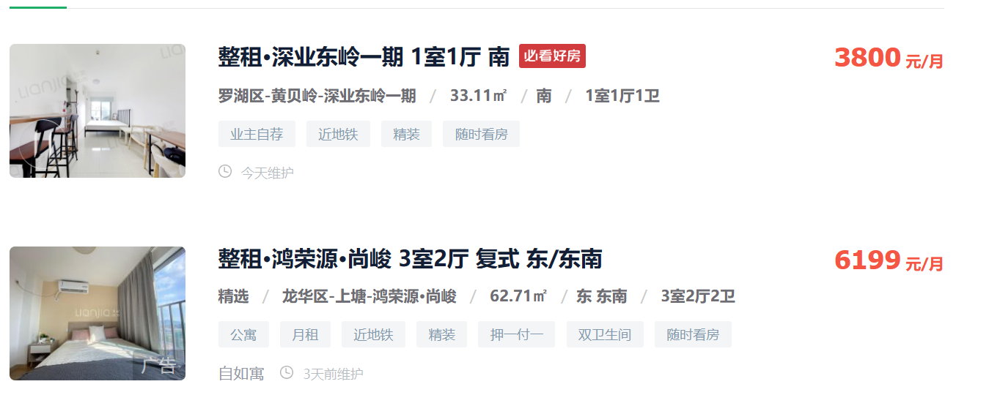 整租·深业东岭一期 1室1厅 南 必看好房
3800 元/月
罗湖区-黄贝岭-深业东岭一期 / 33.11㎡ / 南 / 1室1厅1卫
业主自荐 近地铁 精装 随时看房
今天维护
LIANJIA
整租·鸿荣源·尚峻 3室2厅 复式 东/东南
6199 元/月
精选 / 龙华区-上塘-鸿荣源·尚峻 / 62.71㎡ / 东 东南 / 3室2厅2卫
公寓 月租 近地铁 精装 押一付一 双卫生间 随时看房
自如寓 3天前维护
LIANJIA
广告